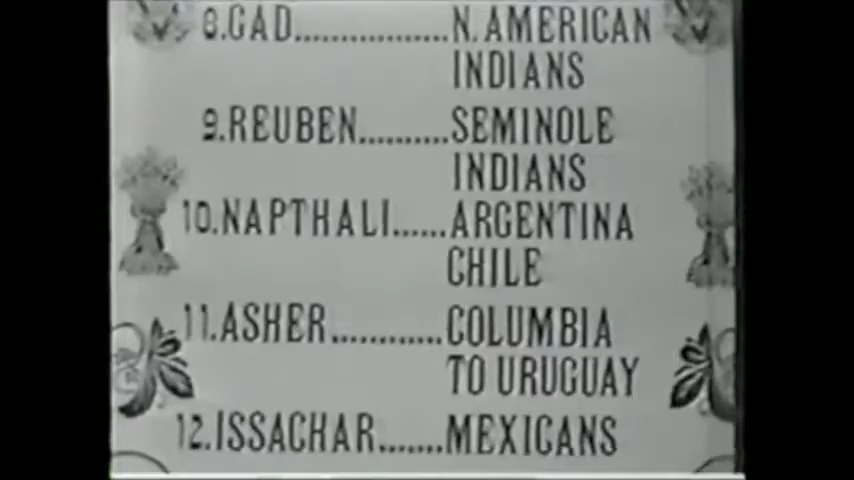 8.GAD.................N.AMERICAN
INDIANS
9.REUBEN..........SEMINOLE
INDIANS
10.NAPTHALI......ARGENTINA
CHILE
11.ASHER............COLUMBIA
TO URUGUAY
12.ISSACHAR.......MEXICANS